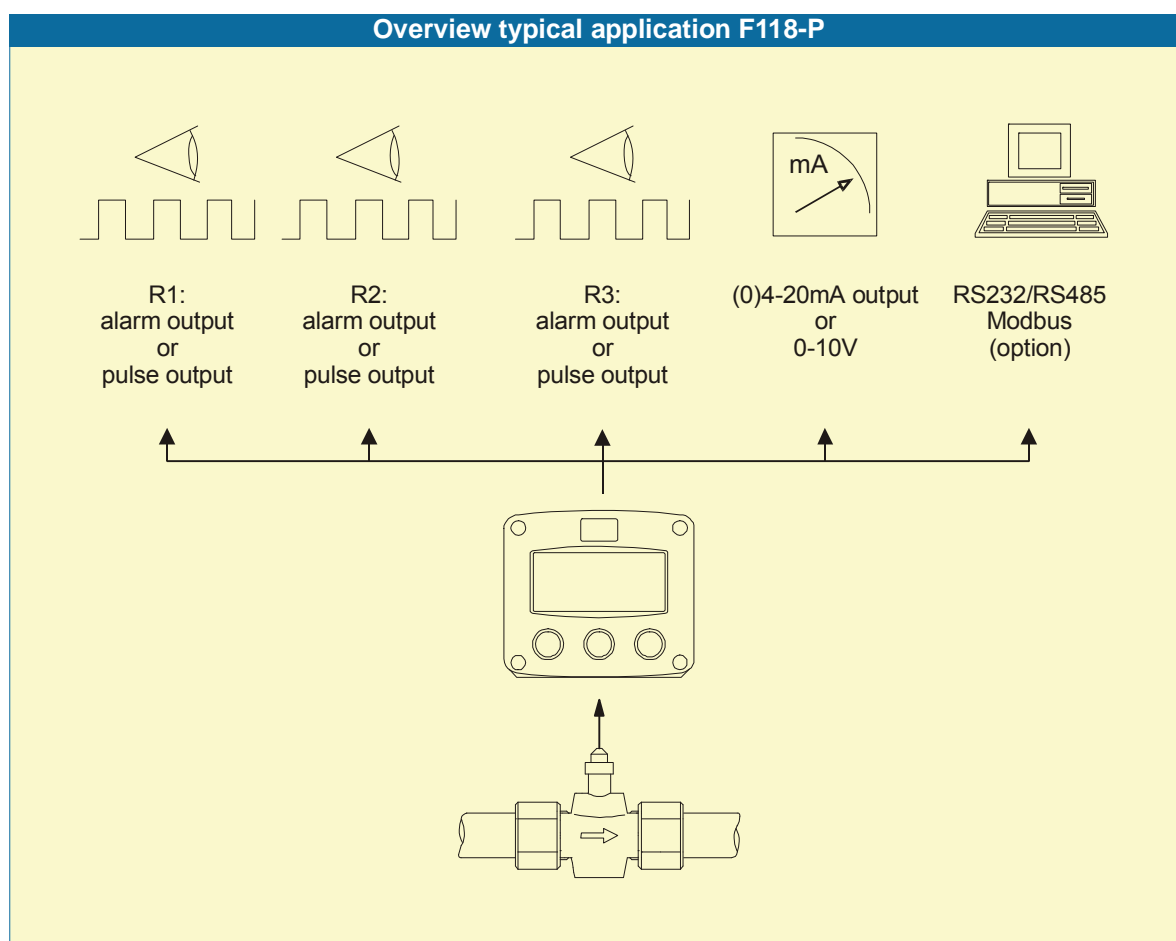 Overview typical application F118-P
mA
R1:
alarm output
or
pulse output
R2:
alarm output
or
pulse output
R3:
alarm output
or
pulse output
(0)4-20mA output
or
0-10V
RS232/RS485
Modbus
(option)